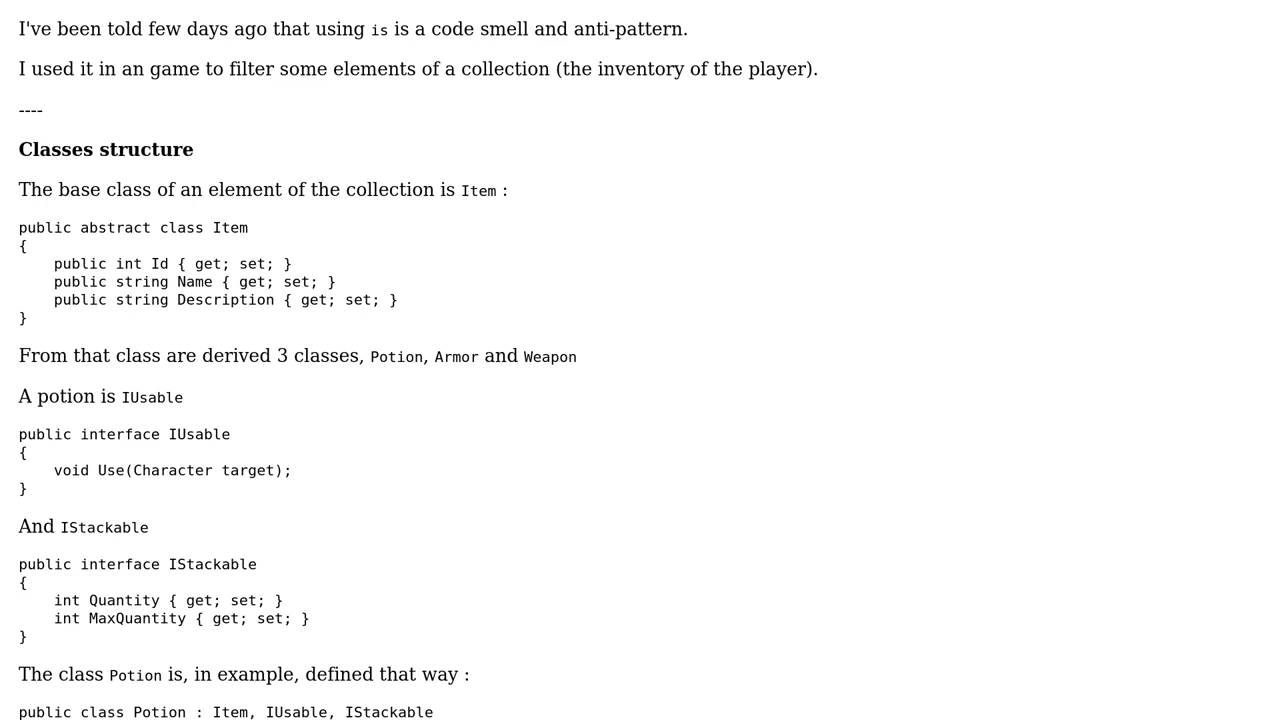 I've been told few days ago that using is is a code smell and anti-pattern.
I used it in an game to filter some elements of a collection (the inventory of the player).
----
Classes structure
The base class of an element of the collection is Item :
public abstract class Item
{
    public int Id { get; set; }
    public string Name { get; set; }
    public string Description { get; set; }
}
From that class are derived 3 classes, Potion, Armor and Weapon
A potion is IUsable
public interface IUsable
{
    void Use(Character target);
}
And IStackable
public interface IStackable
{
    int Quantity { get; set; }
    int MaxQuantity { get; set; }
}
The class Potion is, in example, defined that way :
public class Potion : Item, IUsable, IStackable